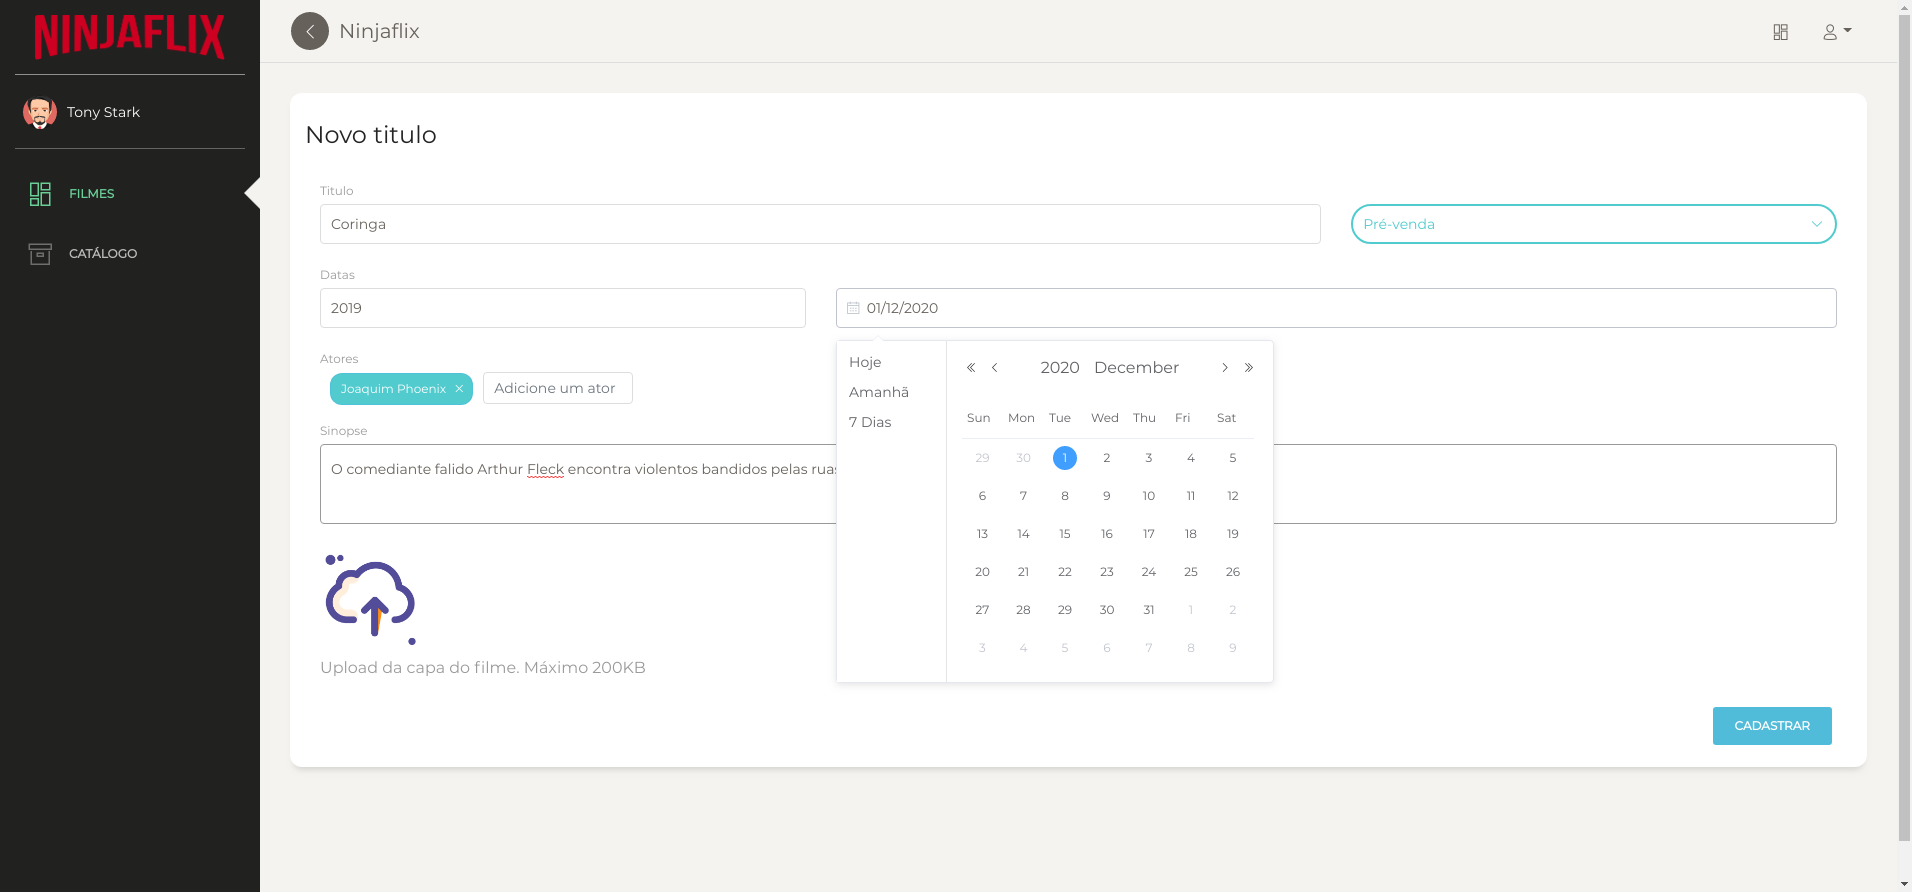 NINJAFLIX
Tony Stark
FILMES
CATÁLOGO
Ninjaflix
Novo titulo
Titulo
Coringa
Pré-venda
Datas
2019
01/12/2020
Atores
Joaquim Phoenix ×
Adicione um ator
Sinopse
O comediante falido Arthur Fleck encontra violentos bandidos pelas ruas
Upload da capa do filme. Máximo 200KB
Hoje
Amanhã
7 Dias
« ‹ 2020 December › »
Sun Mon Tue Wed Thu Fri Sat
29 30 1 2 3 4 5
6 7 8 9 10 11 12
13 14 15 16 17 18 19
20 21 22 23 24 25 26
27 28 29 30 31 1 2
3 4 5 6 7 8 9
CADASTRAR